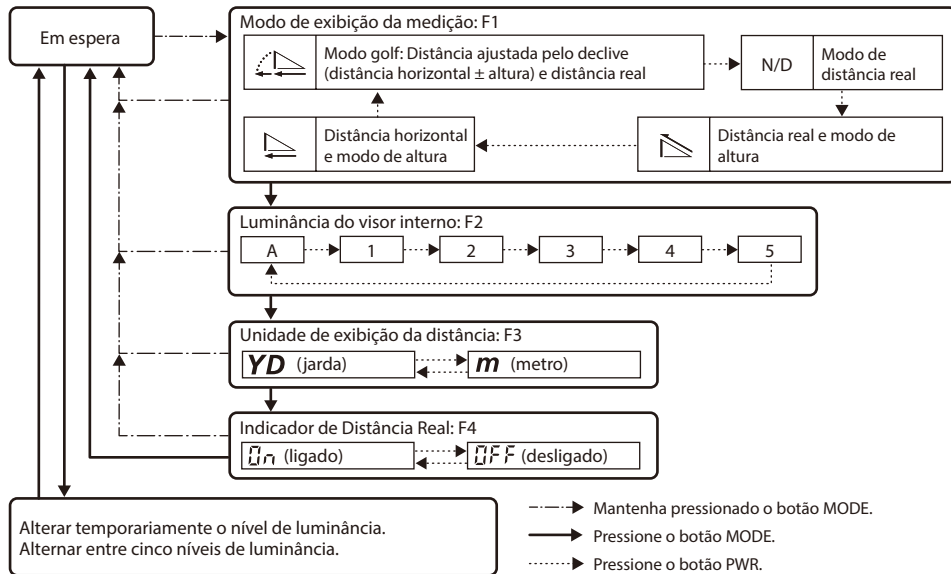 Em espera
Modo de exibição da medição: F1
Modo golf: Distância ajustada pelo declive
(distância horizontal ± altura) e distância real
N/D
Modo de
distância real
Distância horizontal
e modo de altura
Distância real e modo de
altura
Luminância do visor interno: F2
A 1 2 3 4 5
Unidade de exibição da distância: F3
YD (jarda) m (metro)
Indicador de Distância Real: F4
On (ligado) OFF (desligado)
Alterar temporariamente o nível de luminância.
Alternar entre cinco níveis de luminância.
Mantenha pressionado o botão MODE.
Pressione o botão MODE.
Pressione o botão PWR.